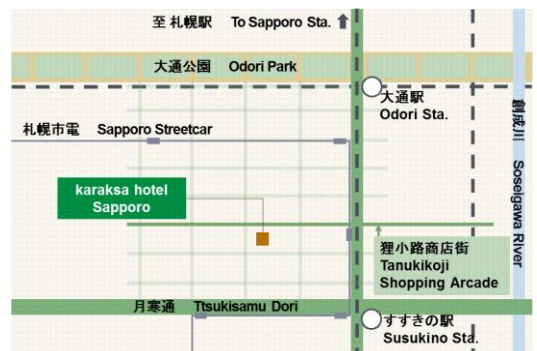 至 札幌駅 To Sapporo Sta.
大通公園 Odori Park
大通駅
Odori Sta.
札幌市電 Sapporo Streetcar
創成川 Soseigawa River
karaksa hotel
Sapporo
狸小路商店街
Tanukikoji
Shopping Arcade
月寒通 Ttsukisamu Dori
すすきの駅
Susukino Sta.